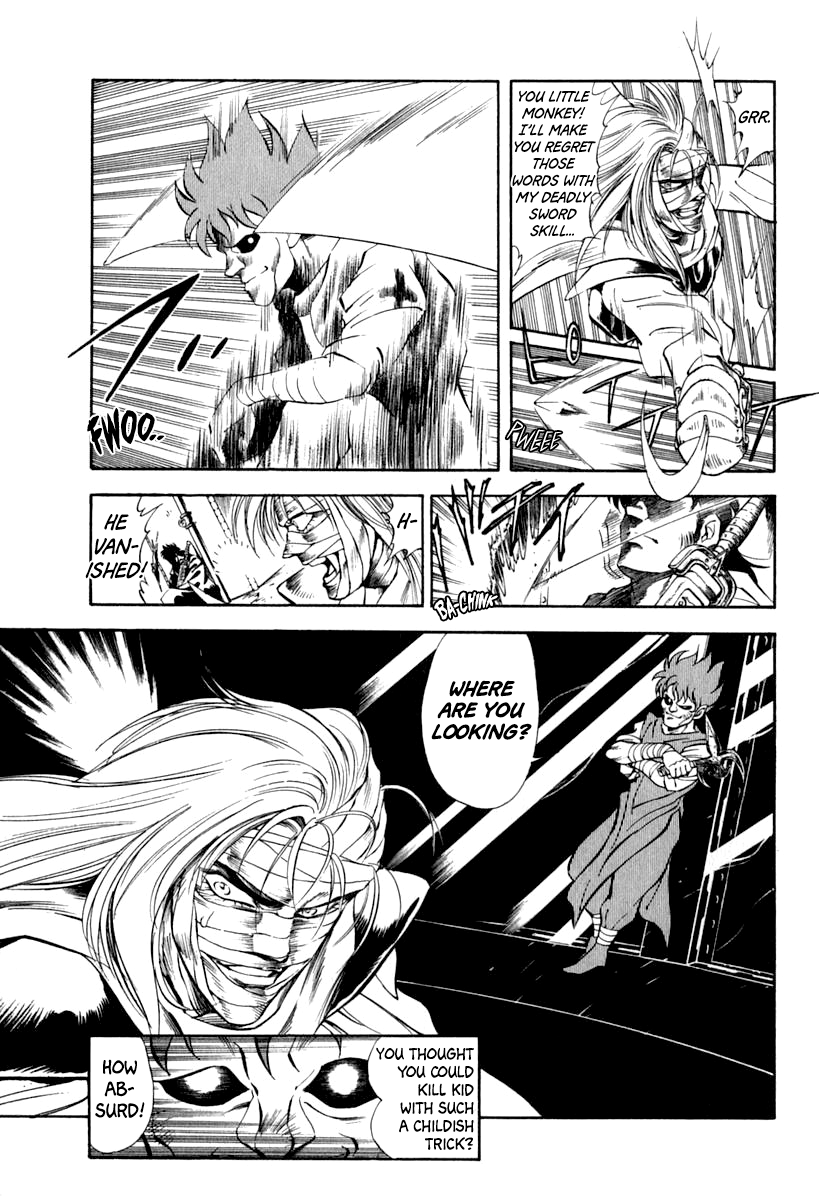 GRR.
YOU LITTLE
MONKEY!
I'LL MAKE
YOU REGRET
THOSE
WORDS WITH
MY DEADLY
SWORD
SKILL...
PWEEE
FWOO..
BA-CHINK
H-
HE
VAN-
ISHED!
WHERE
ARE YOU
LOOKING?
YOU THOUGHT
YOU COULD
KILL KID
WITH SUCH
A CHILDISH
TRICK?
HOW
AB-
SURD!